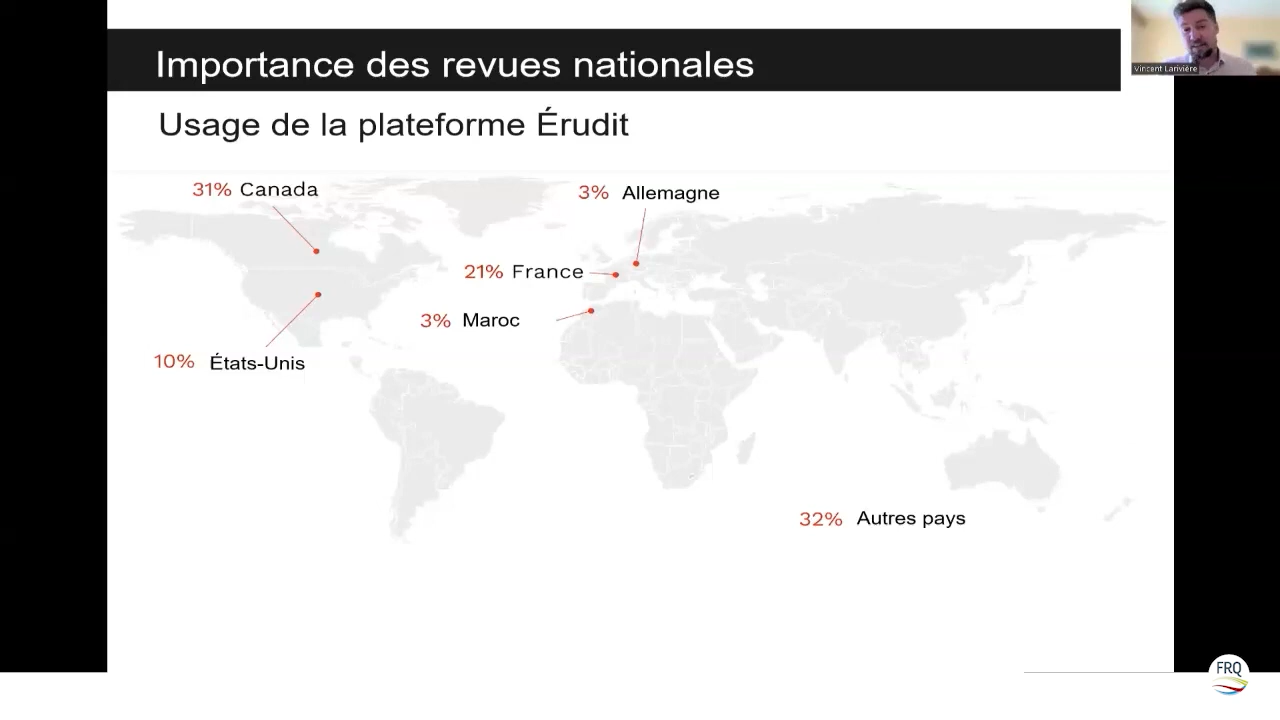 Importance des revues nationales
Vincent Larivière
Usage de la plateforme Érudit
31% Canada
3% Allemagne
21% France
3% Maroc
10% États-Unis
32% Autres pays
FRQ